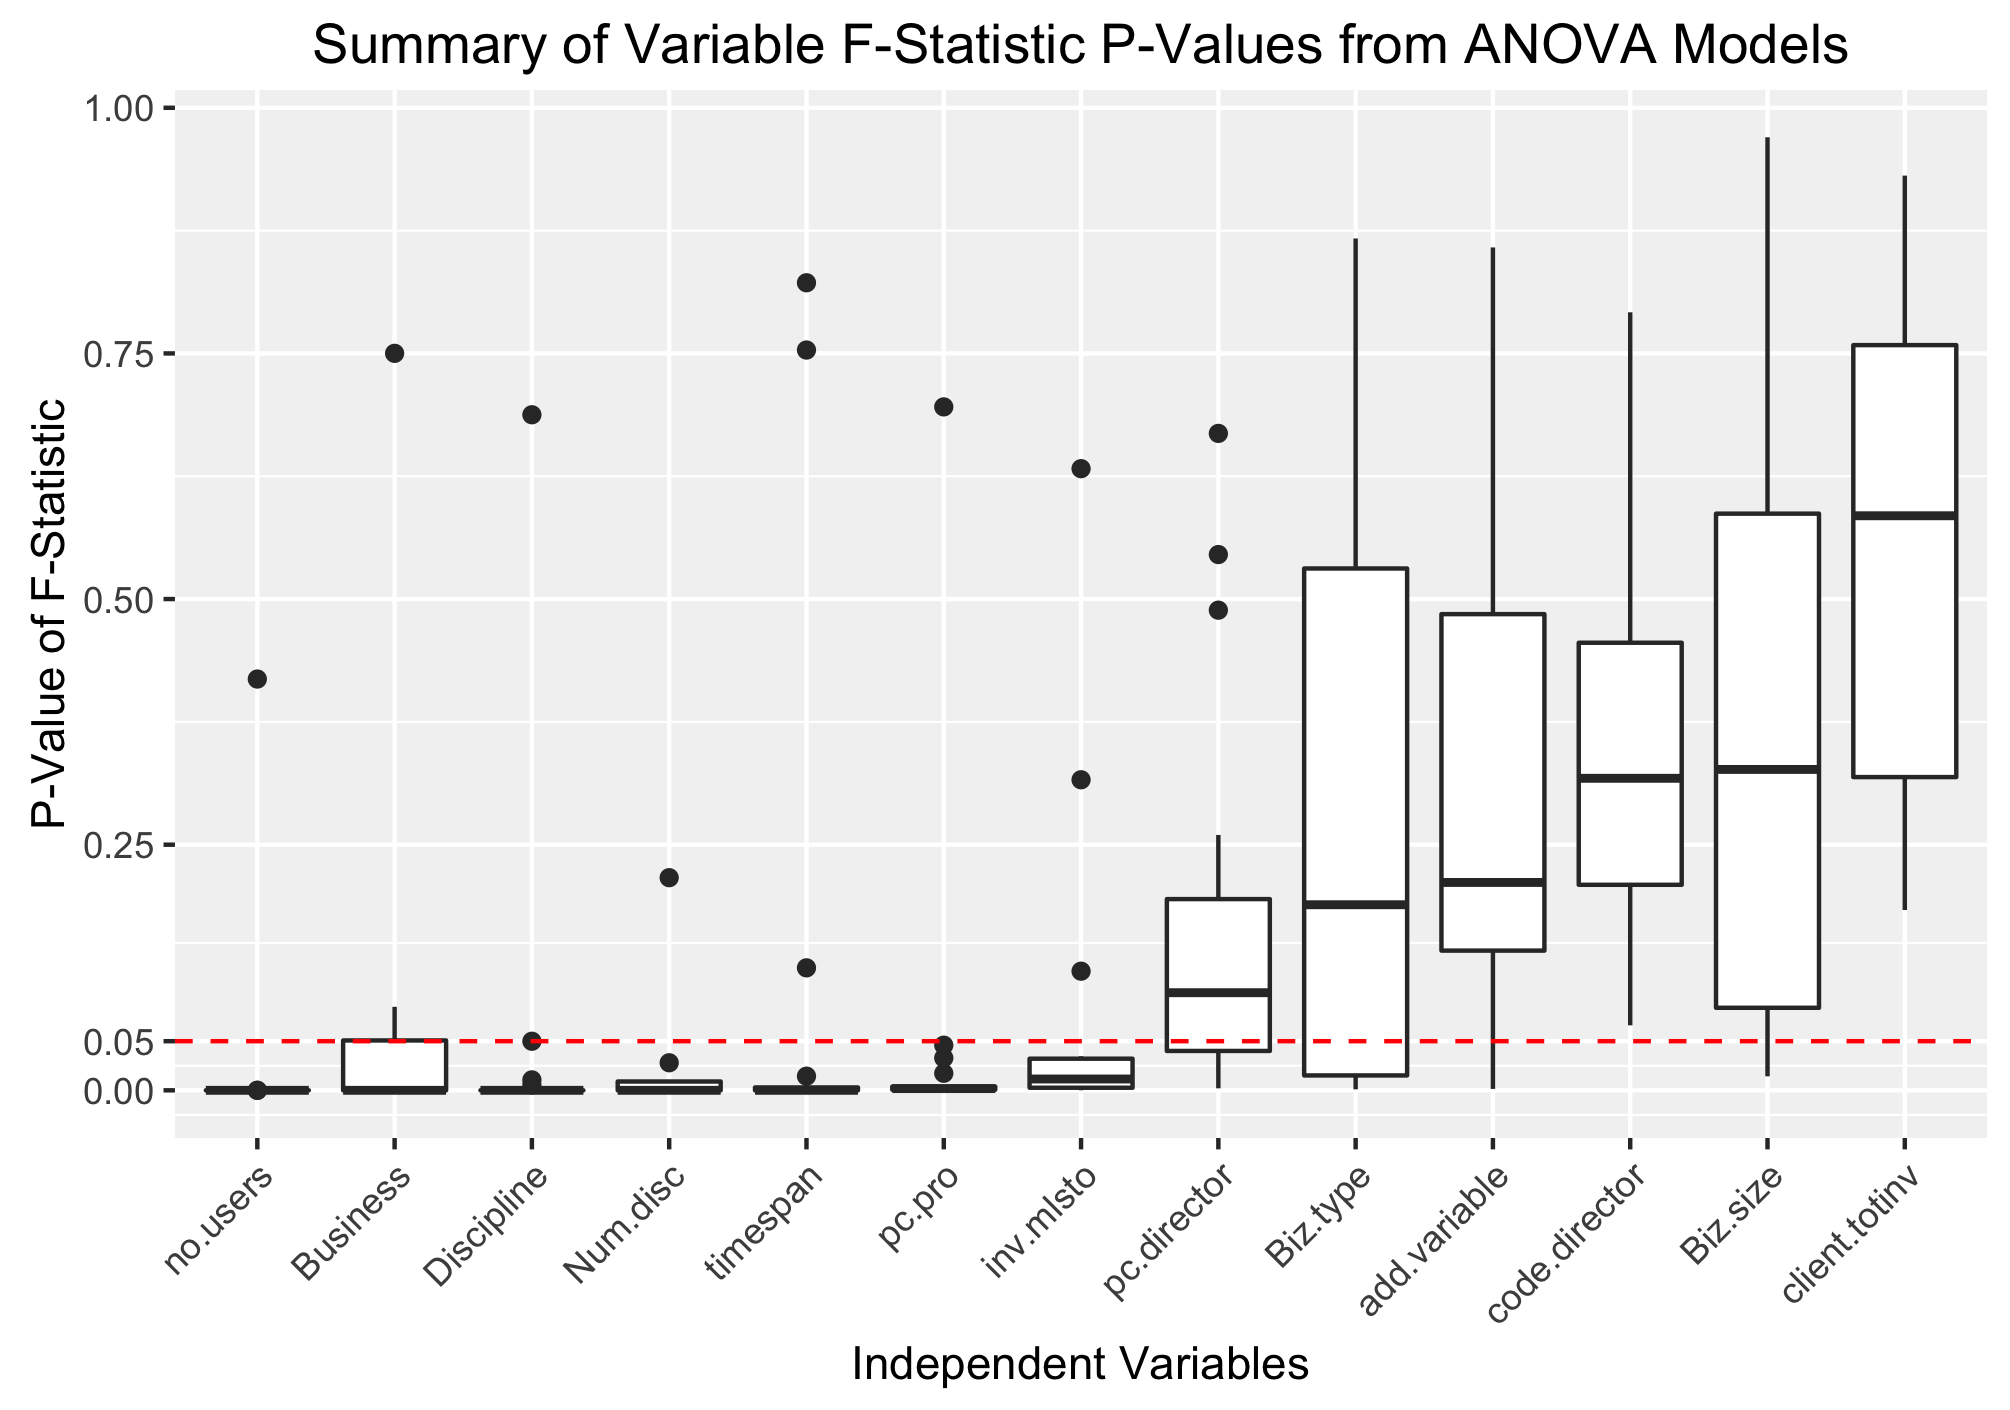 Summary of Variable F-Statistic P-Values from ANOVA Models
P-Value of F-Statistic
1.00
0.75
0.50
0.25
0.05
0.00
no.users
Business
Discipline
Num.disc
timespan
pc.pro
inv.mlsto
pc.director
Biz.type
add.variable
code.director
Biz.size
client.totinv
Independent Variables